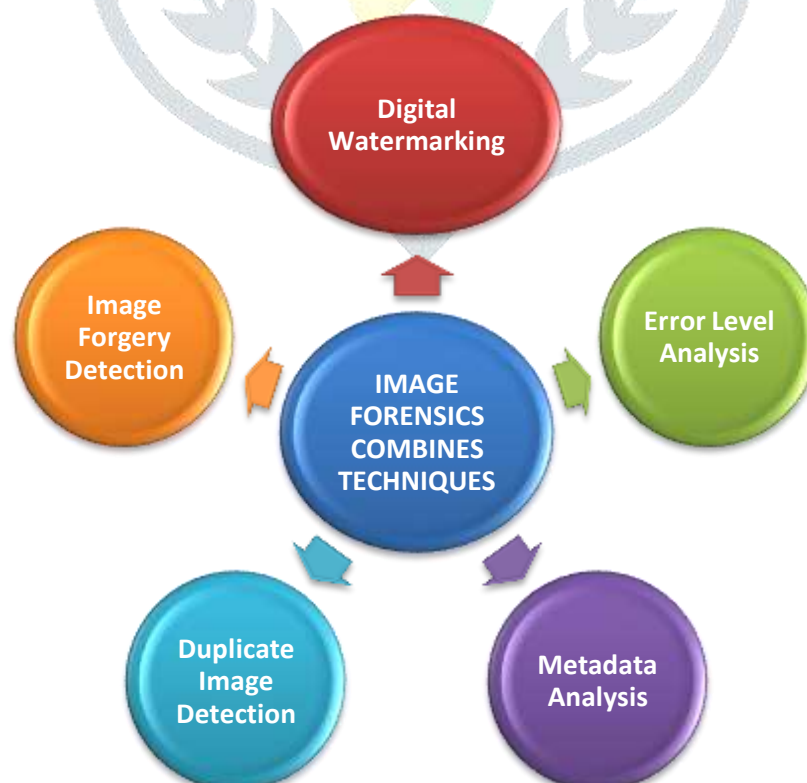 Digital
Watermarking
Image
Forgery
Detection
Error Level
Analysis
IMAGE
FORENSICS
COMBINES
TECHNIQUES
Duplicate
Image
Detection
Metadata
Analysis